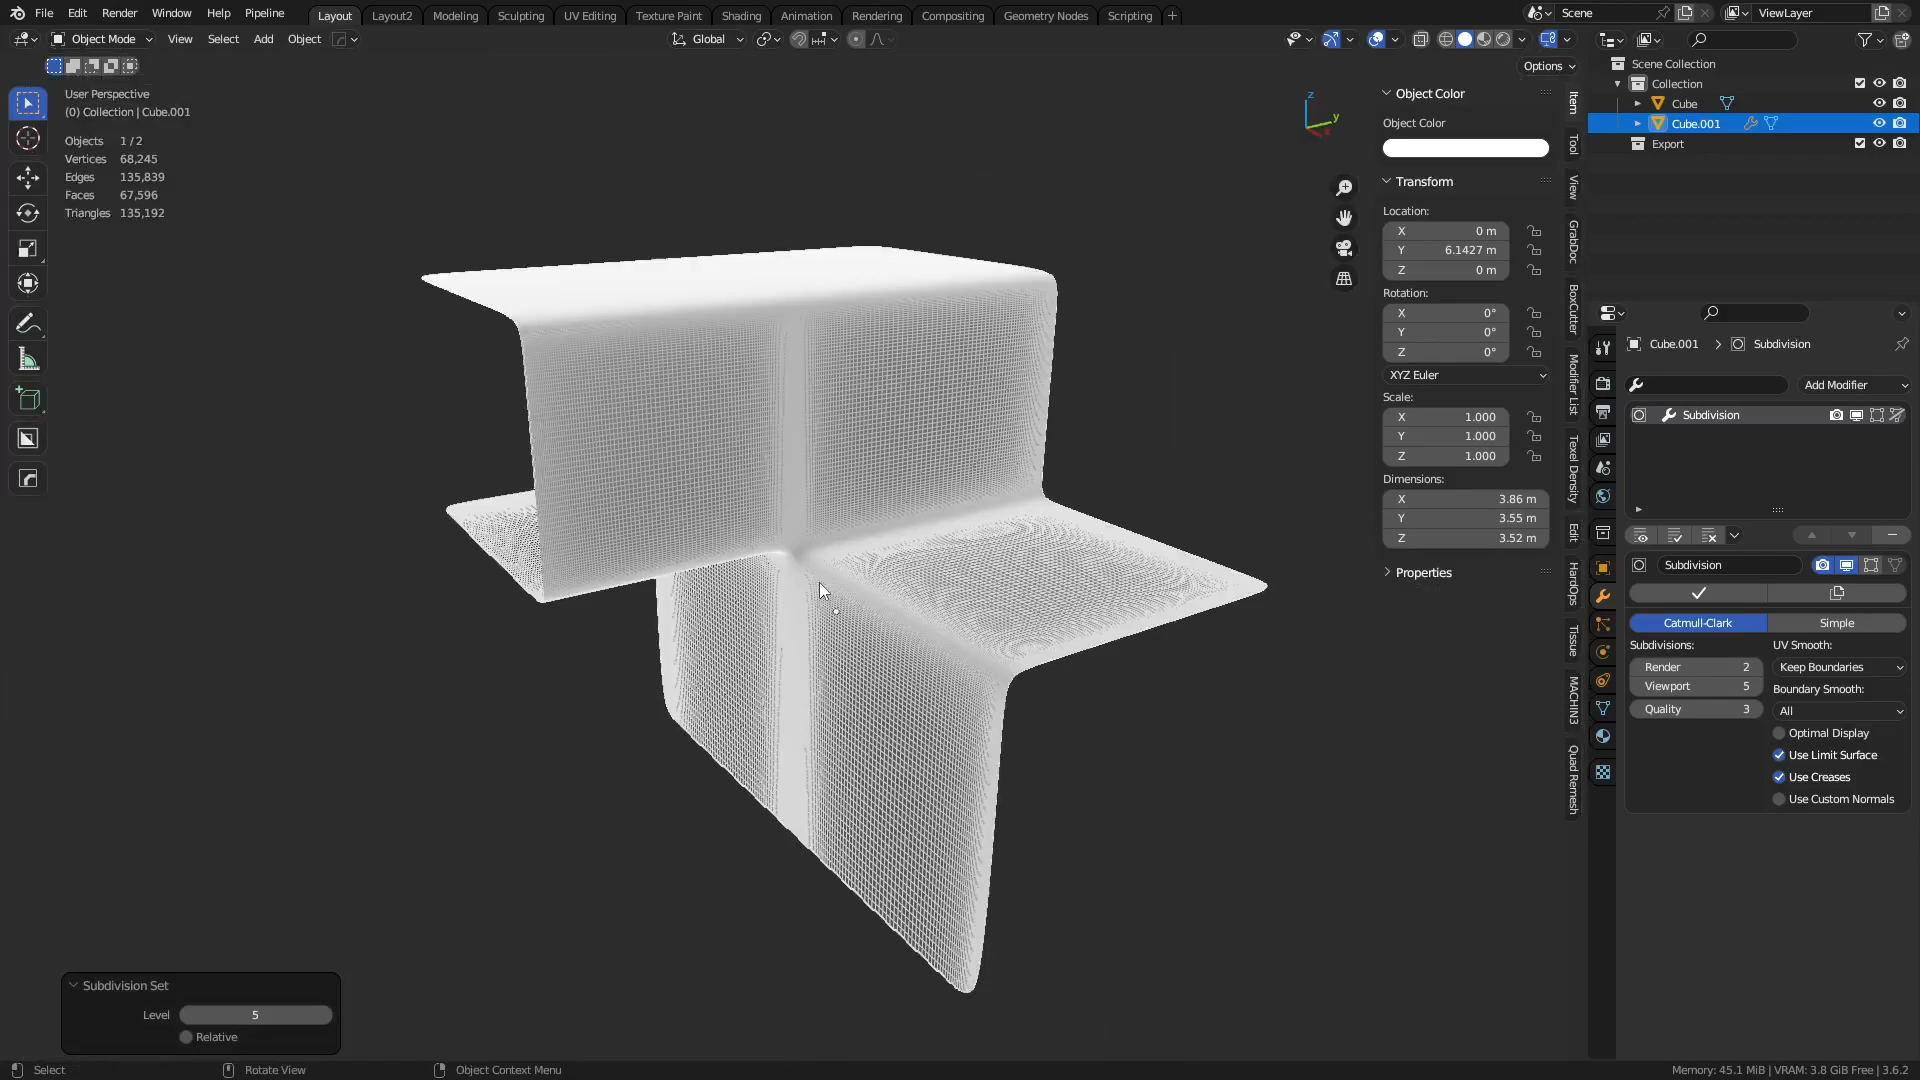 File Edit Render Window Help Pipeline Layout Layout2 Modeling Sculpting UV Editing Texture Paint Shading Animation Rendering Compositing Geometry Nodes Scripting + Scene ViewLayer
Object Mode View Select Add Object Global
Options
User Perspective
(0) Collection | Cube.001
Objects 1 / 2
Vertices 68,245
Edges 135,839
Faces 67,596
Triangles 135,192
z
y
x
Object Color
Object Color
Transform
Location:
X 0 m
Y 6.1427 m
Z 0 m
Rotation:
X 0°
Y 0°
Z 0°
XYZ Euler
Scale:
X 1.000
Y 1.000
Z 1.000
Dimensions:
X 3.86 m
Y 3.55 m
Z 3.52 m
Properties
Item
Tool
View
GrabDoc
BoxCutter
Modifier List
Texel Density
Edit
HardOps
Tissue
MACHIN3
Quad Remesh
Scene Collection
Collection
Cube
Cube.001
Export
Cube.001 Subdivision
Add Modifier
Subdivision
Subdivision
Catmull-Clark Simple
Subdivisions: UV Smooth:
Render 2 Keep Boundaries
Viewport 5 Boundary Smooth:
Quality 3 All
Optimal Display
Use Limit Surface
Use Creases
Use Custom Normals
Subdivision Set
Level 5
Relative
Select Rotate View Object Context Menu Memory: 45.1 MiB | VRAM: 3.8 GiB Free | 3.6.2